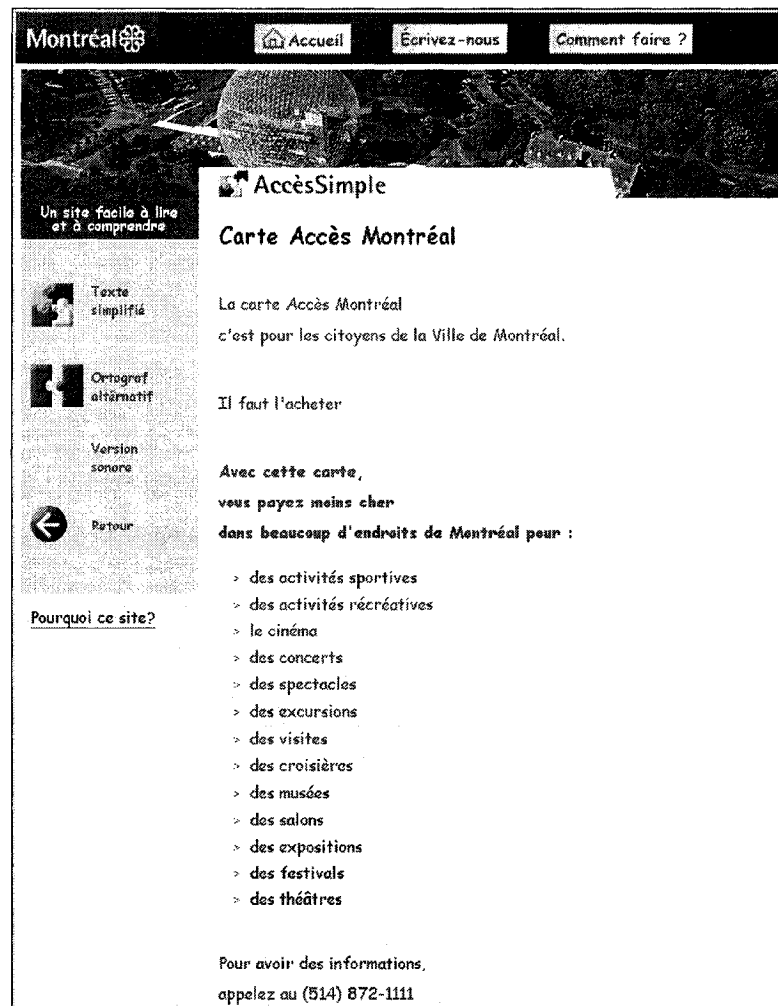 Montréal
Accueil
Écrivez-nous
Comment faire ?
Un site facile à lire
et à comprendre
AccèsSimple
Carte Accès Montréal
Texte
simplifié
Ortograf
altêrnatif
Version
sonore
Retour
Pourquoi ce site?
La carte Accès Montréal
c'est pour les citoyens de la Ville de Montréal.
Il faut l'acheter
Avec cette carte,
vous payez moins cher
dans beaucoup d'endroits de Montréal pour :
> des activités sportives
> des activités récréatives
> le cinéma
> des concerts
> des spectacles
> des excursions
> des visites
> des croisières
> des musées
> des salons
> des expositions
> des festivals
> des théâtres
Pour avoir des informations,
appelez au (514) 872-1111